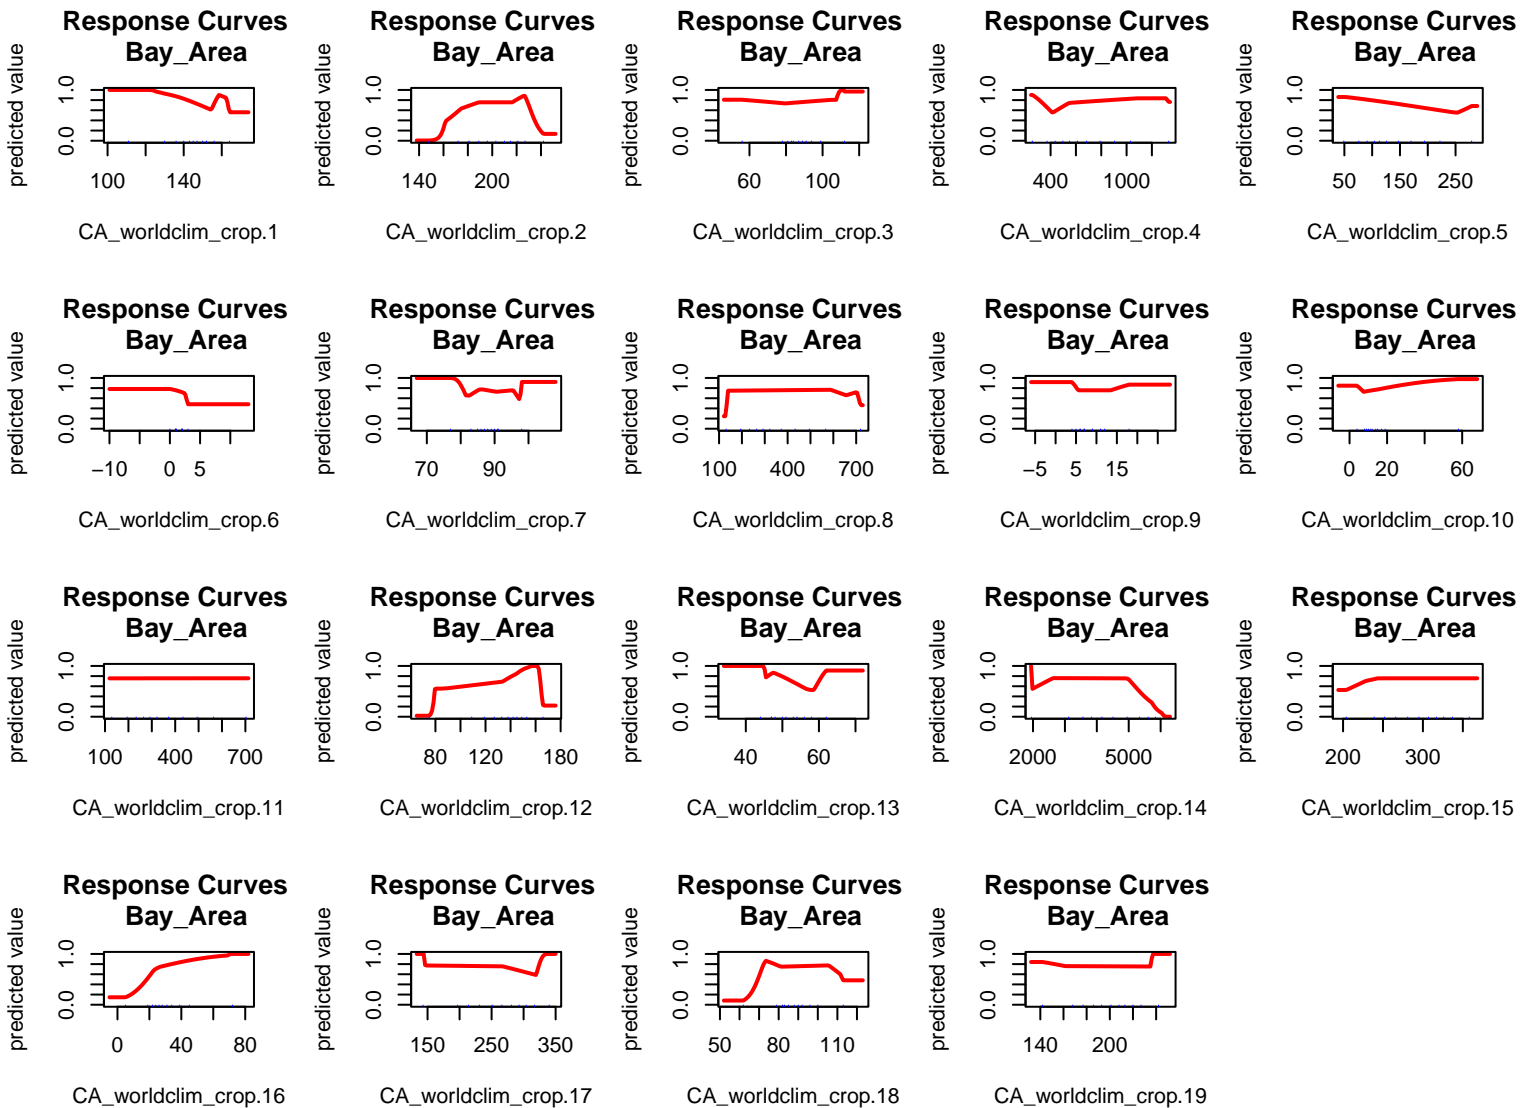 Response Curves
Bay_Area
predicted value
0.0 1.0
100 140
CA_worldclim_crop.1
Response Curves
Bay_Area
predicted value
0.0 1.0
140 200
CA_worldclim_crop.2
Response Curves
Bay_Area
predicted value
0.0 1.0
60 100
CA_worldclim_crop.3
Response Curves
Bay_Area
predicted value
0.0 1.0
400 1000
CA_worldclim_crop.4
Response Curves
Bay_Area
predicted value
0.0 1.0
50 150 250
CA_worldclim_crop.5
Response Curves
Bay_Area
predicted value
0.0 1.0
−10 0 5
CA_worldclim_crop.6
Response Curves
Bay_Area
predicted value
0.0 1.0
70 90
CA_worldclim_crop.7
Response Curves
Bay_Area
predicted value
0.0 1.0
100 400 700
CA_worldclim_crop.8
Response Curves
Bay_Area
predicted value
0.0 1.0
−5 5 15
CA_worldclim_crop.9
Response Curves
Bay_Area
predicted value
0.0 1.0
0 20 60
CA_worldclim_crop.10
Response Curves
Bay_Area
predicted value
0.0 1.0
100 400 700
CA_worldclim_crop.11
Response Curves
Bay_Area
predicted value
0.0 1.0
80 120 180
CA_worldclim_crop.12
Response Curves
Bay_Area
predicted value
0.0 1.0
40 60
CA_worldclim_crop.13
Response Curves
Bay_Area
predicted value
0.0 1.0
2000 5000
CA_worldclim_crop.14
Response Curves
Bay_Area
predicted value
0.0 1.0
200 300
CA_worldclim_crop.15
Response Curves
Bay_Area
predicted value
0.0 1.0
0 40 80
CA_worldclim_crop.16
Response Curves
Bay_Area
predicted value
0.0 1.0
150 250 350
CA_worldclim_crop.17
Response Curves
Bay_Area
predicted value
0.0 1.0
50 80 110
CA_worldclim_crop.18
Response Curves
Bay_Area
predicted value
0.0 1.0
140 200
CA_worldclim_crop.19